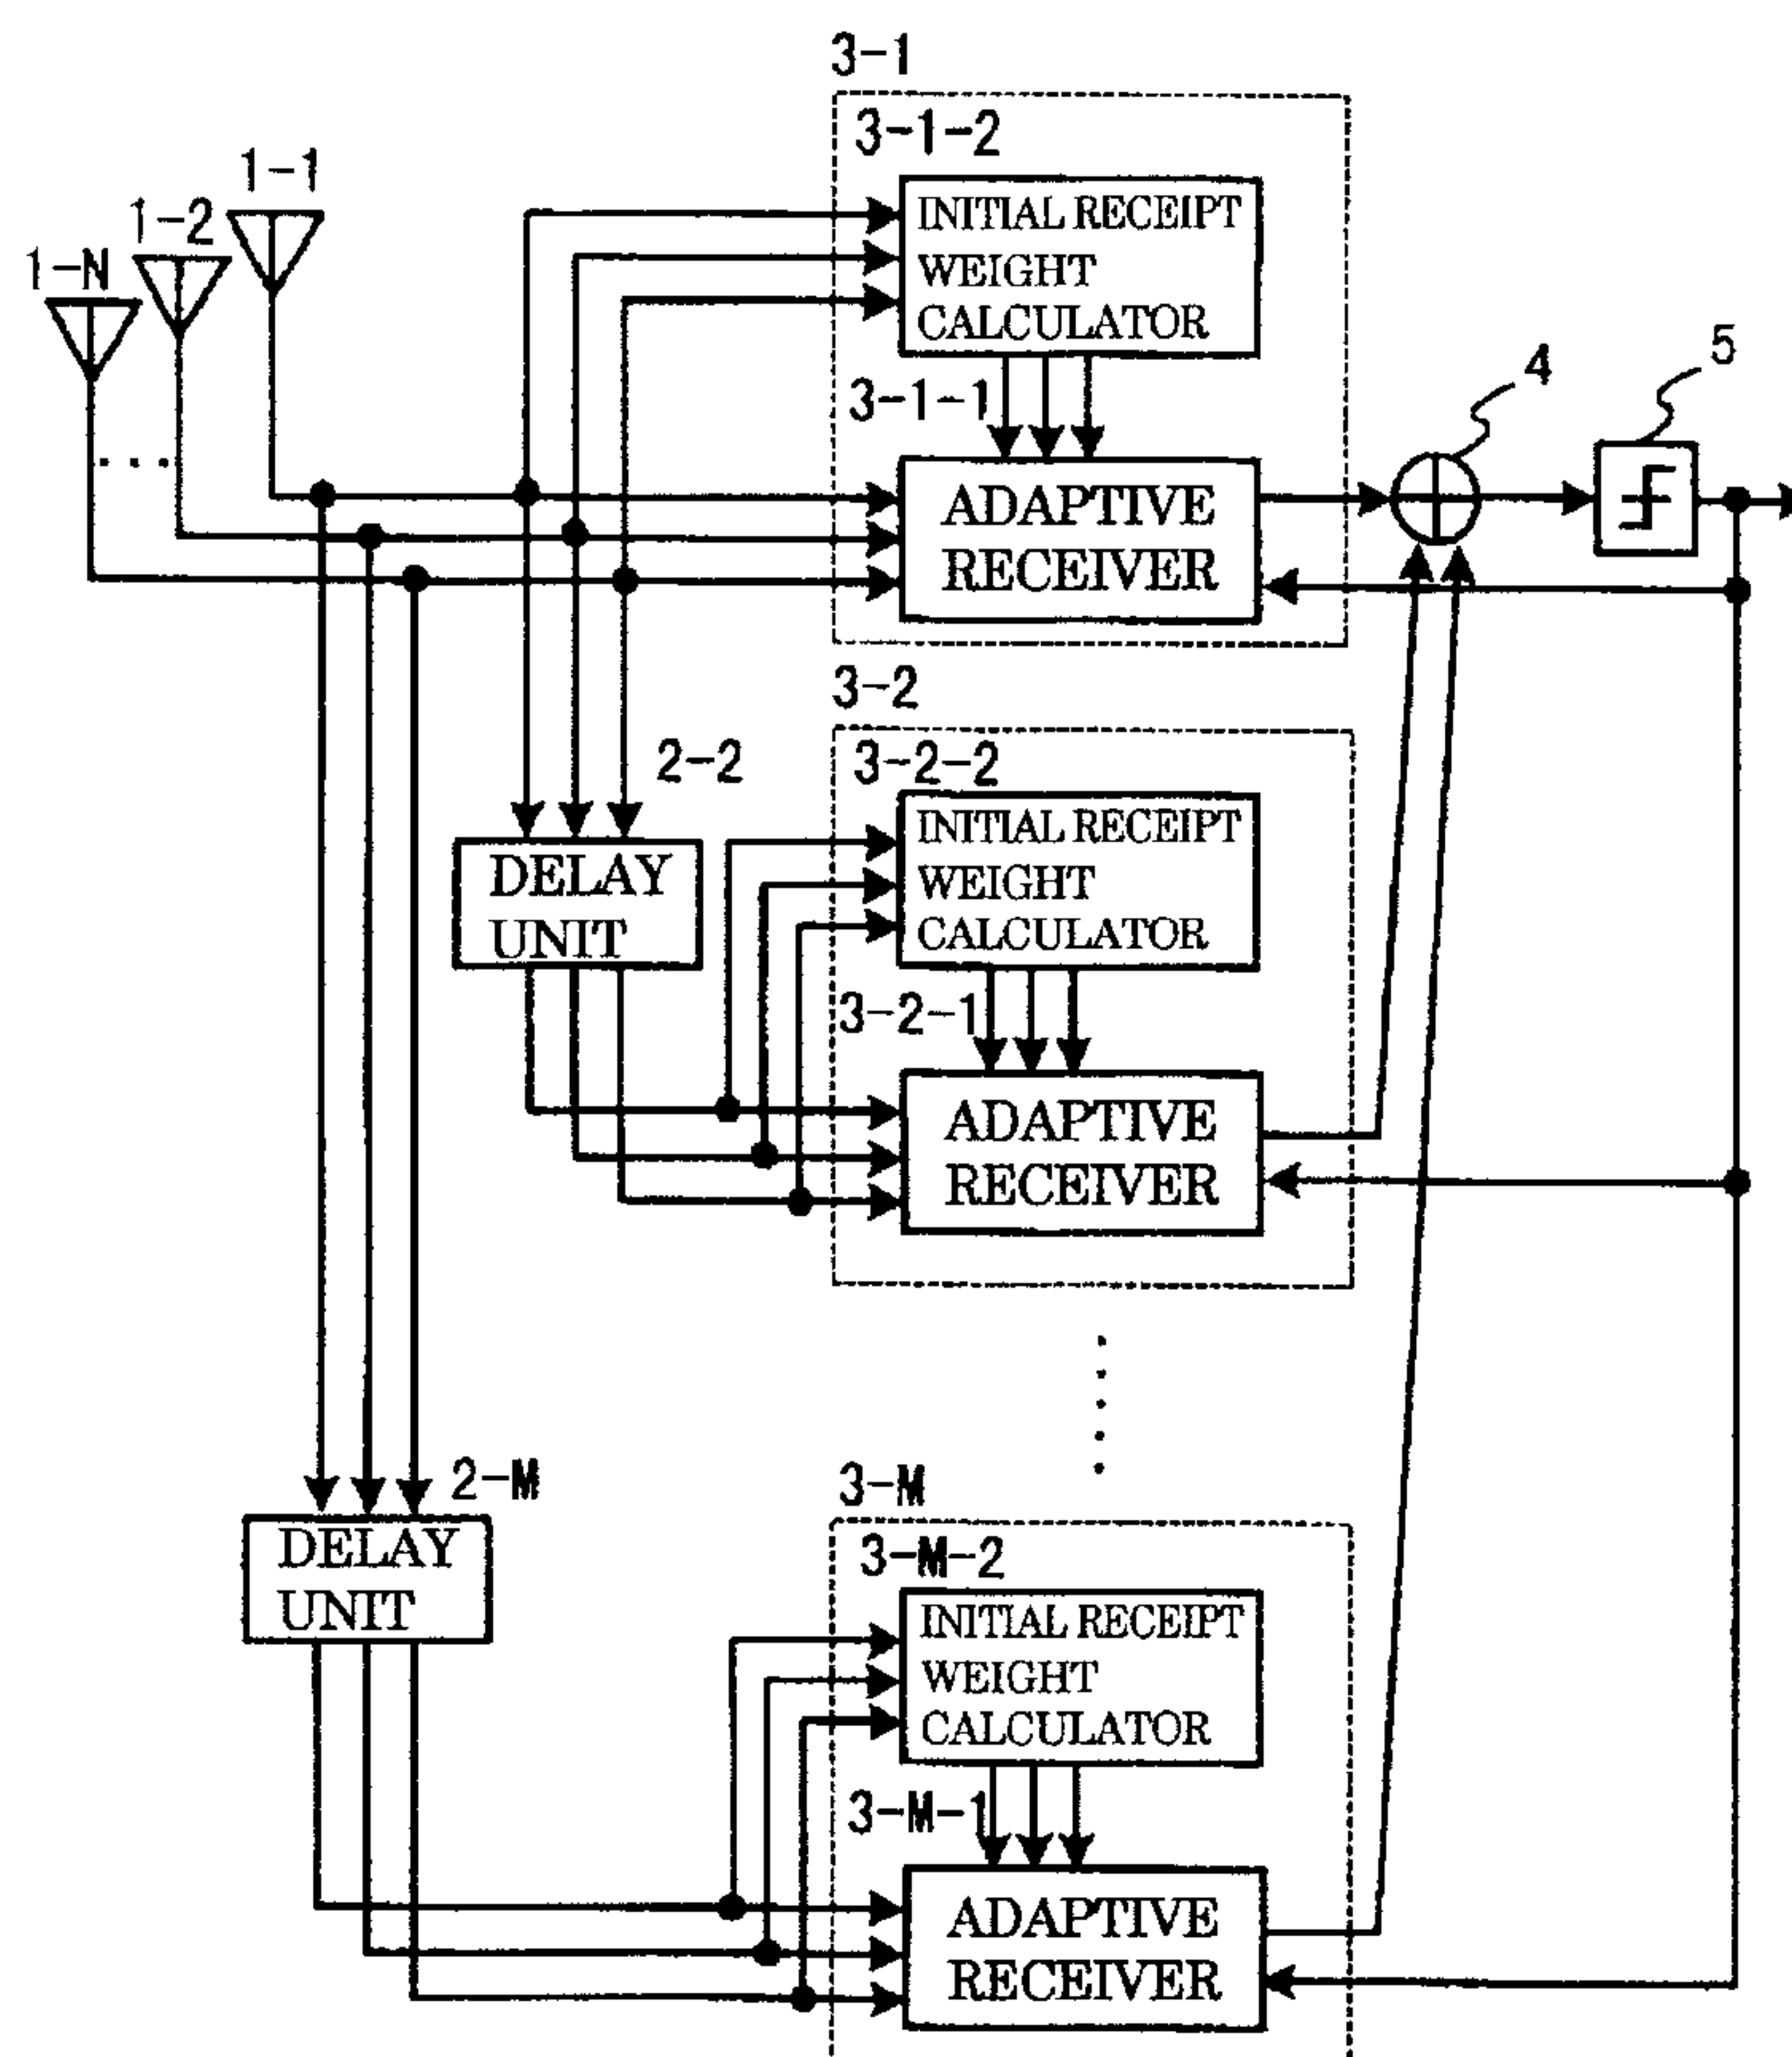 3-1
3-1-2
1-1
1-2
1-N
INITIAL RECEIPT
WEIGHT
CALCULATOR
3-1-1
4
5
ADAPTIVE
RECEIVER
3-2
2-2
3-2-2
INITIAL RECEIPT
WEIGHT
CALCULATOR
DELAY
UNIT
3-2-1
ADAPTIVE
RECEIVER
2-M
3-M
3-M-2
DELAY
UNIT
INITIAL RECEIPT
WEIGHT
CALCULATOR
3-M-1
ADAPTIVE
RECEIVER